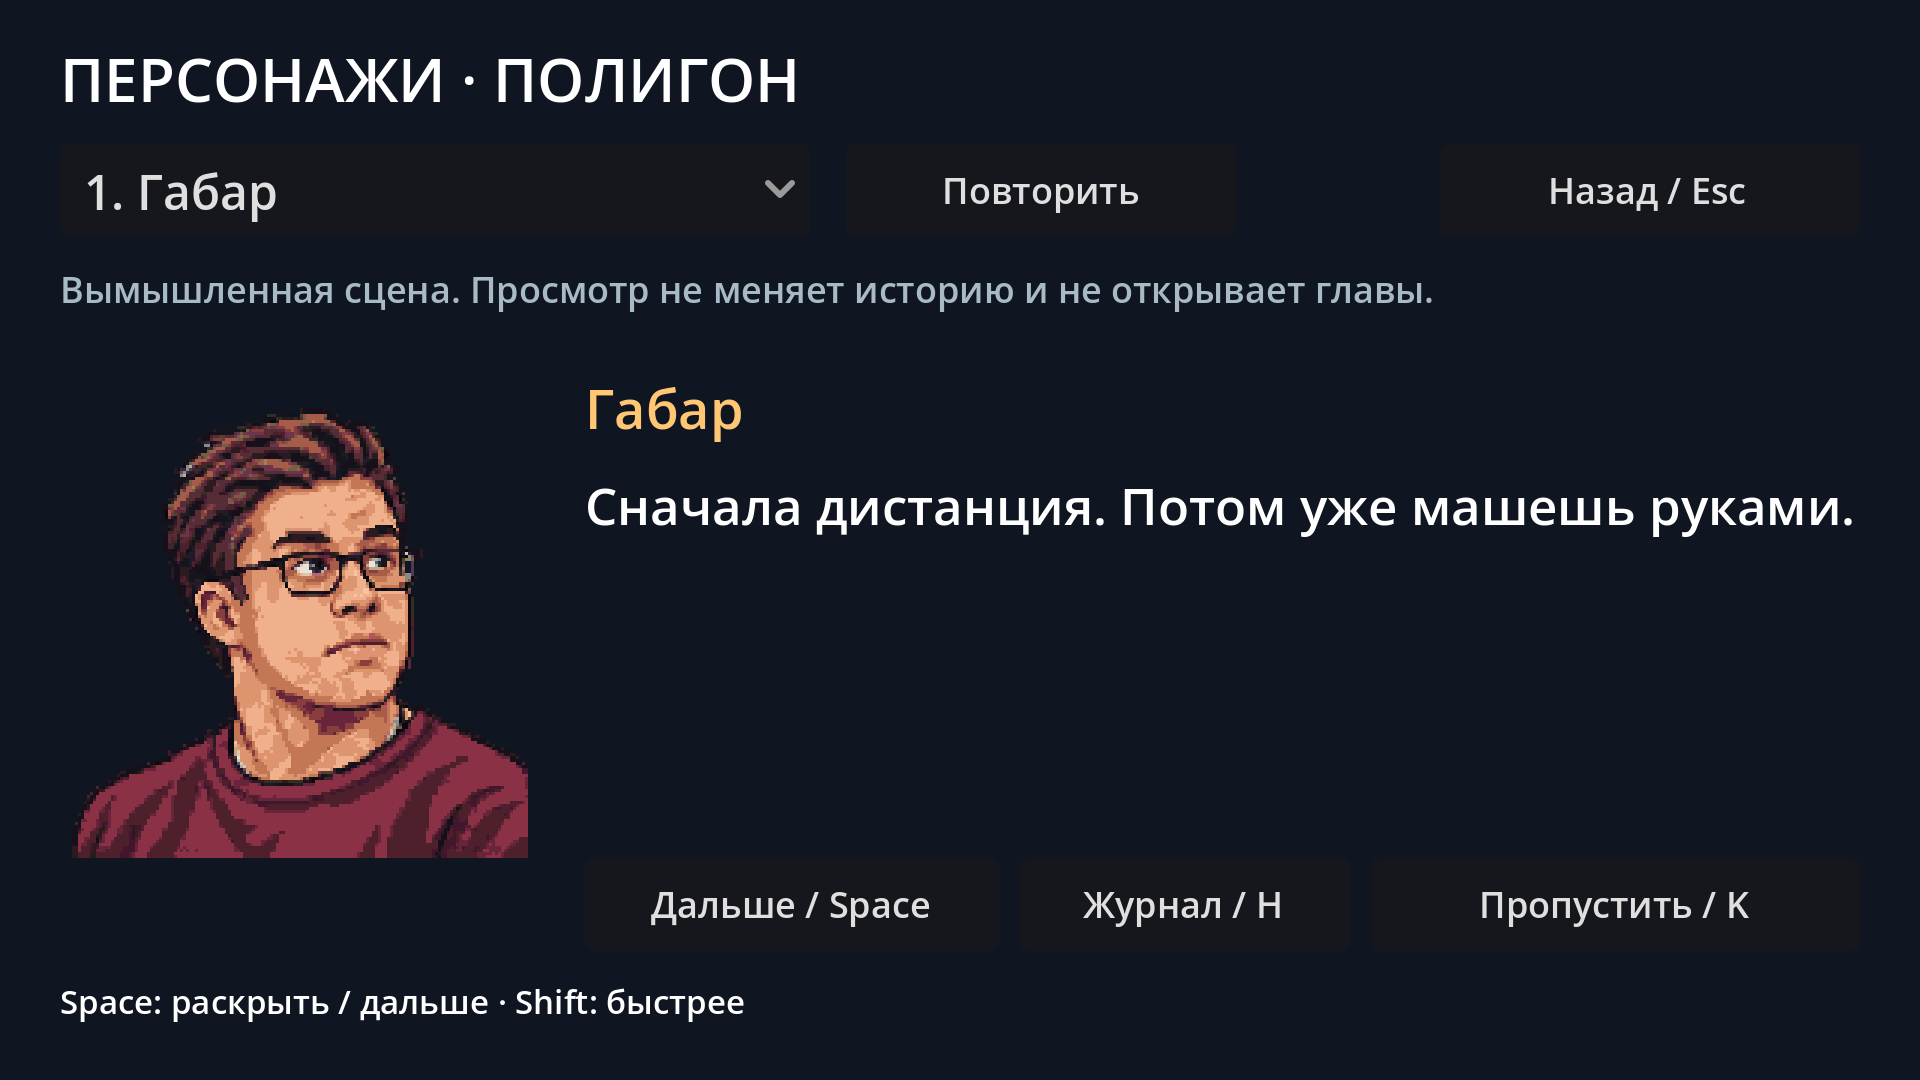 ПЕРСОНАЖИ · ПОЛИГОН
1. Габар
Повторить
Назад / Esc
Вымышленная сцена. Просмотр не меняет историю и не открывает главы.
Габар
Сначала дистанция. Потом уже машешь руками.
Дальше / Space
Журнал / H
Пропустить / K
Space: раскрыть / дальше · Shift: быстрее